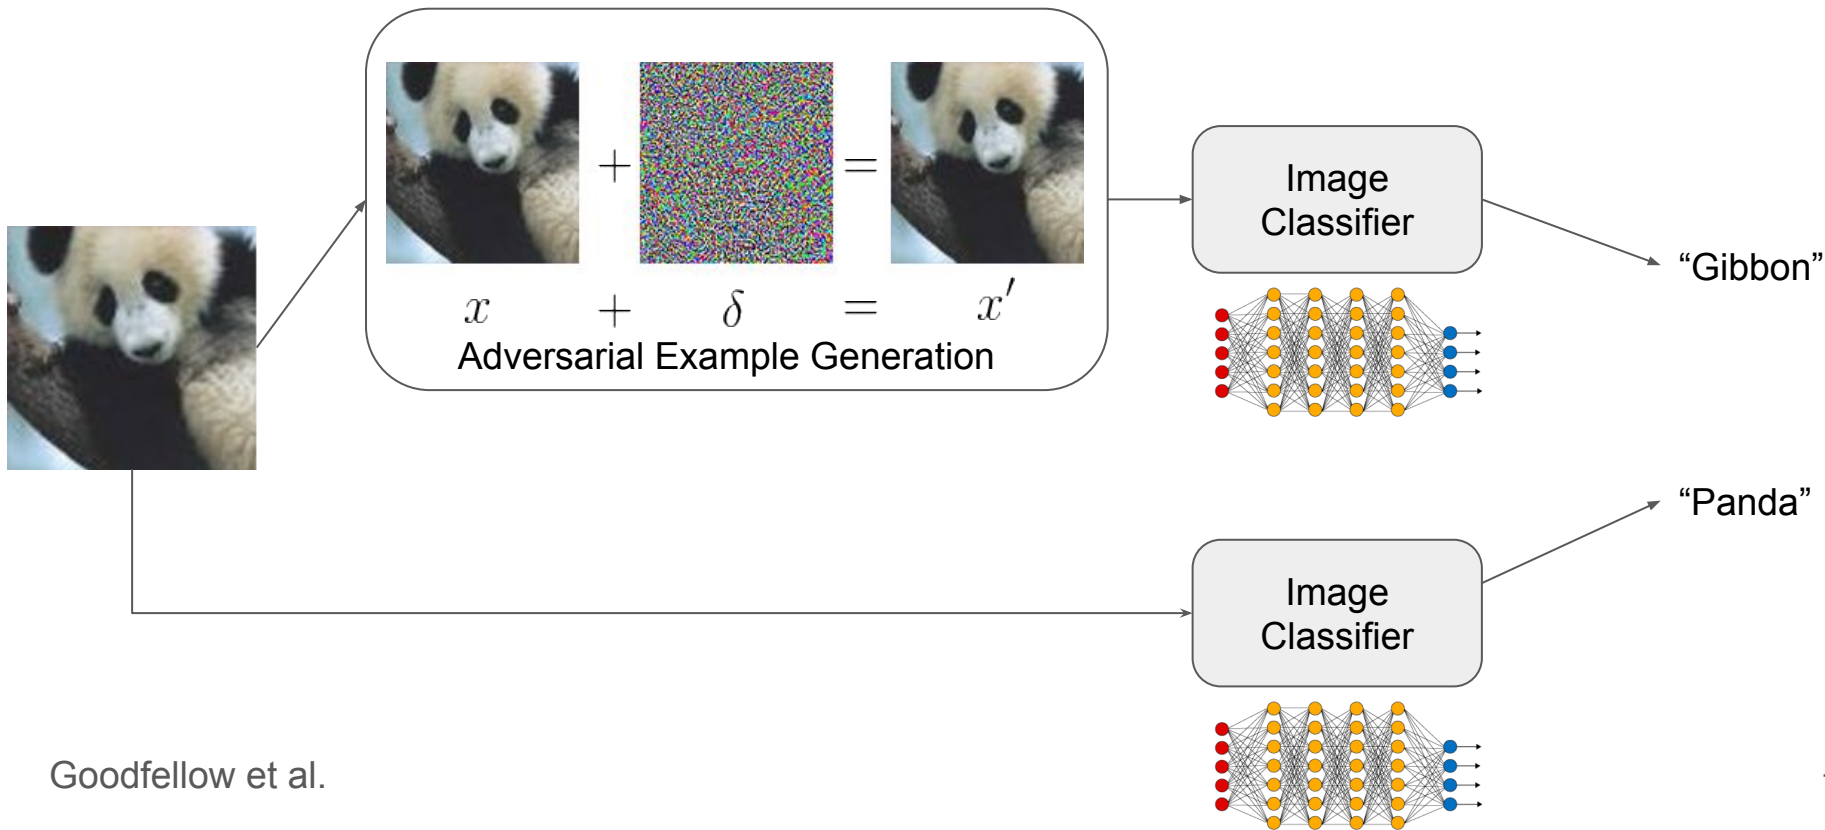 + =
x + δ = x′
Adversarial Example Generation
Image
Classifier
“Gibbon”
“Panda”
Image
Classifier
Goodfellow et al.